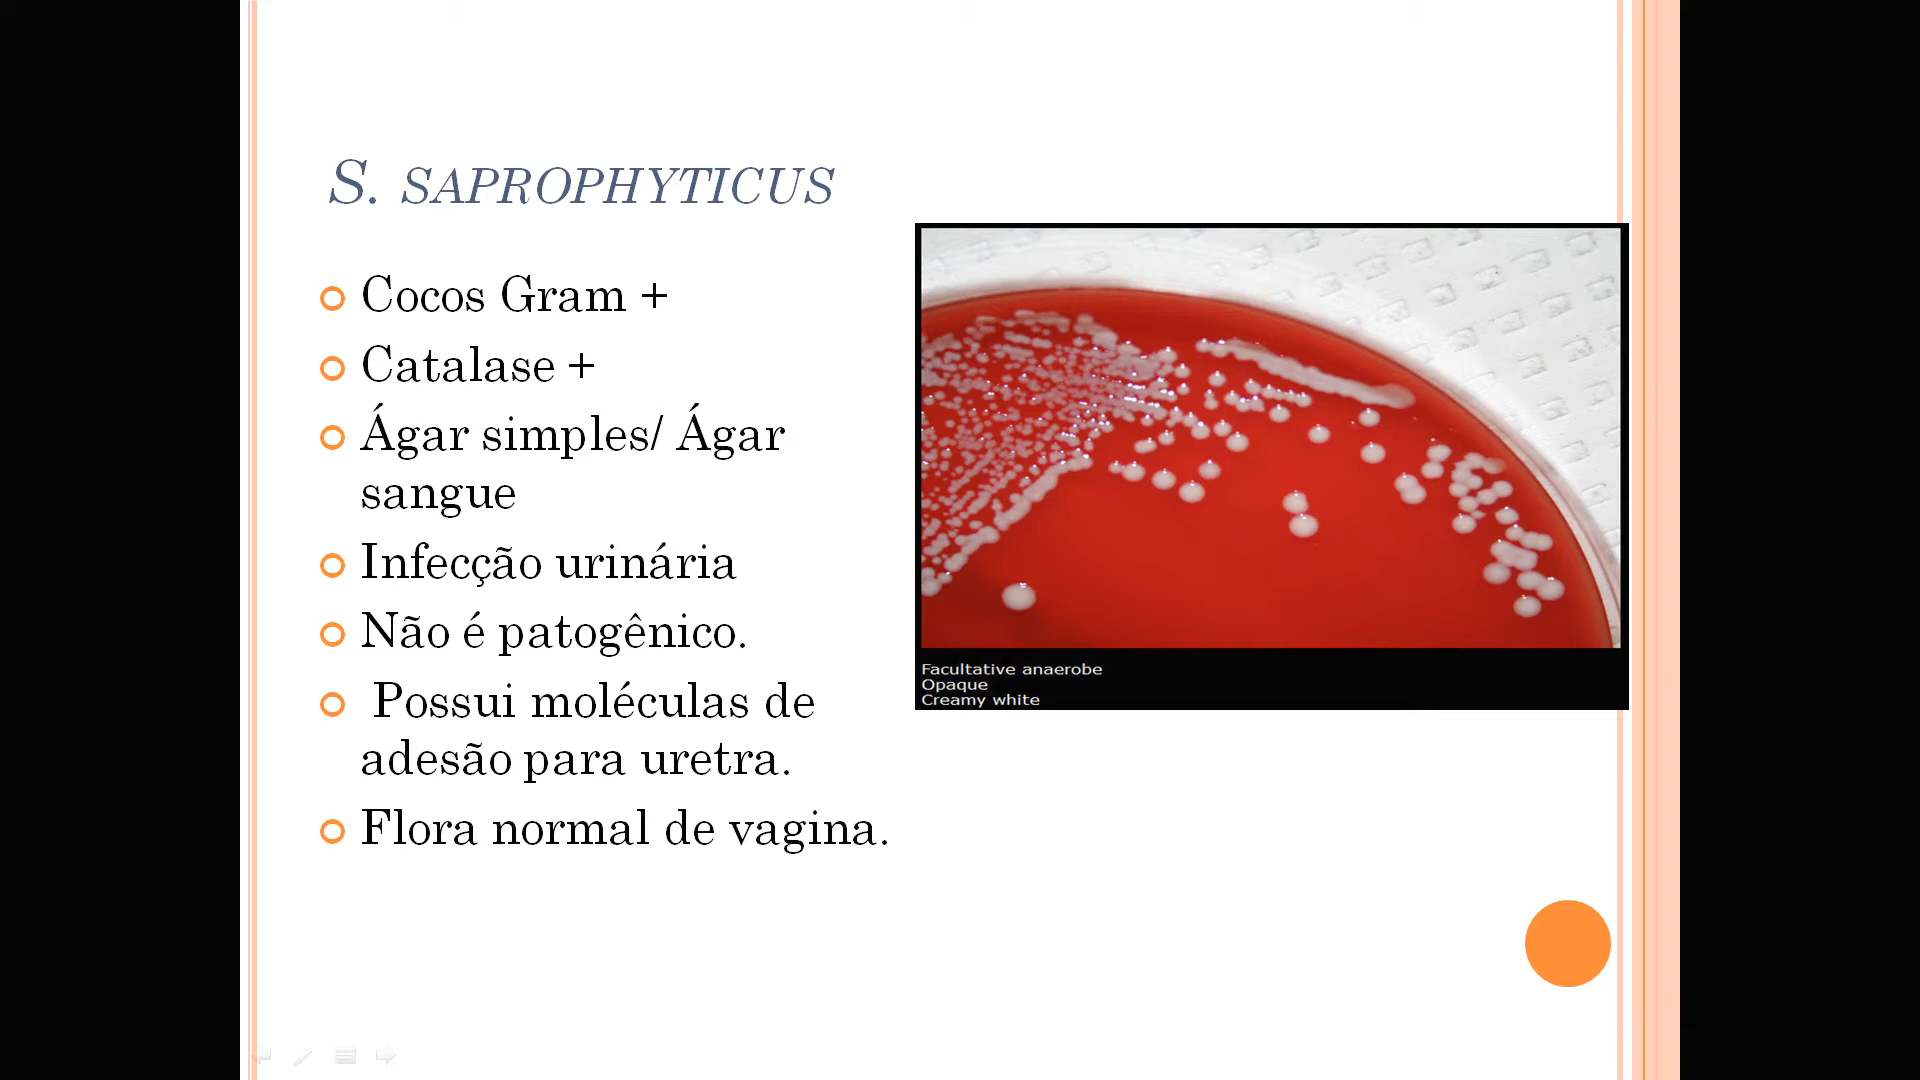 S. SAPROPHYTICUS
Cocos Gram +
Catalase +
Ágar simples/ Ágar
sangue
Infecção urinária
Não é patogênico.
Possui moléculas de
adesão para uretra.
Flora normal de vagina.
Facultative anaerobe
Opaque
Creamy white